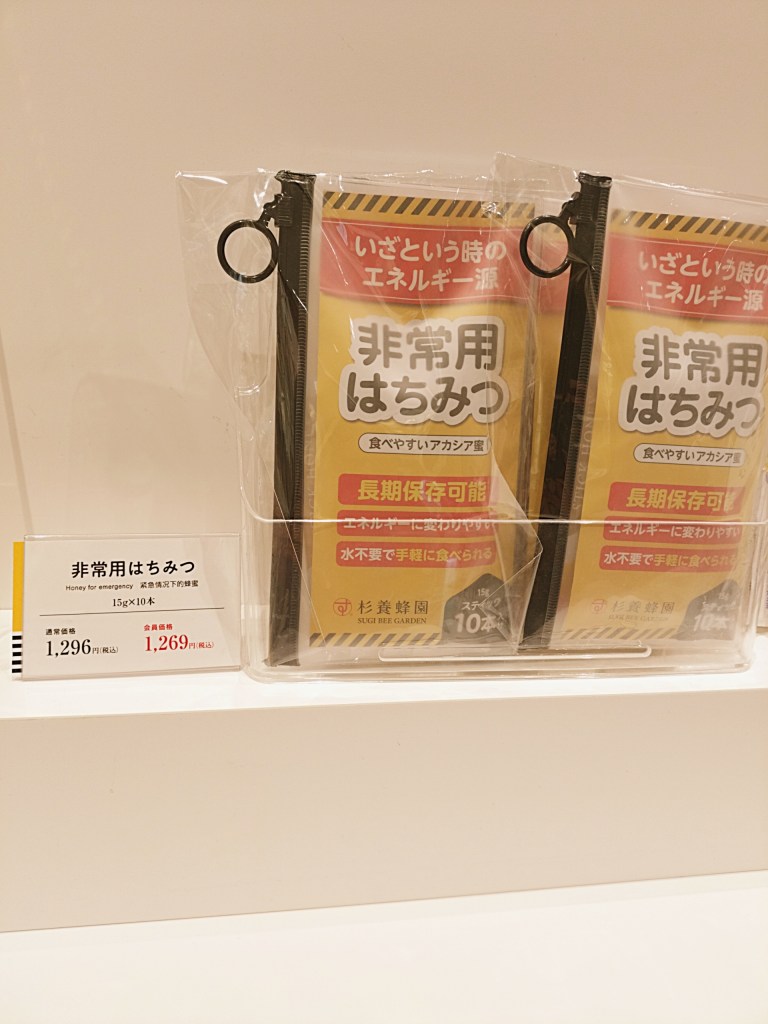 いざという時の
エネルギー源
非常用
はちみつ
食べやすいアカシア蜜
長期保存可能
エネルギーに変わりやすい
水不要で手軽に食べられる
杉養蜂園
SUGI BEE GARDEN
15g
スティック
10本
いざという時の
エネルギー源
非常用
はちみつ
食べやすいアカシア蜜
長期保存可能
エネルギーに変わりやすい
水不要で手軽に食べられる
杉養蜂園
SUGI BEE GARDEN
10本
非常用はちみつ
Honey for emergency 緊急情況下的蜂蜜
15g×10本
通常価格 会員価格
1,296円(税込) 1,269円(税込)